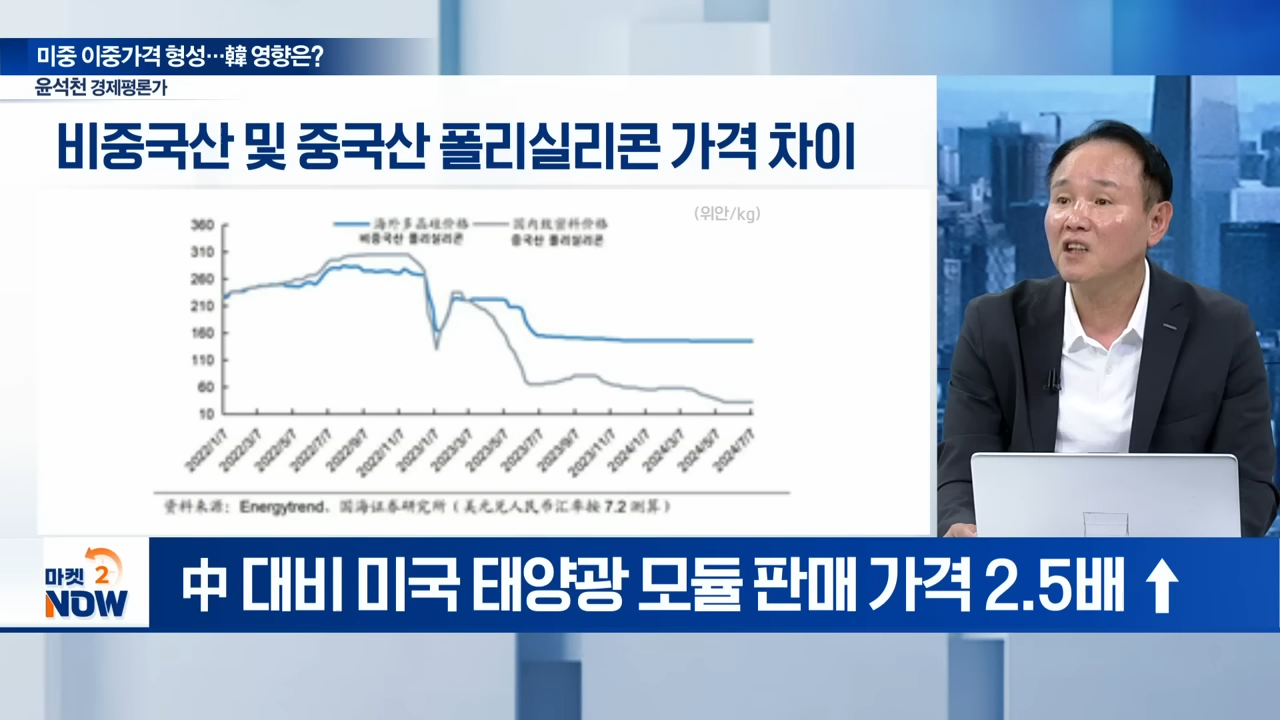 미중 이중가격 형성…韓 영향은?
윤석천 경제평론가
비중국산 및 중국산 폴리실리콘 가격 차이
(위안/kg)
海外多晶硅价格 国内致密料价格
비중국산 폴리실리콘 중국산 폴리실리콘
360
310
260
210
160
110
60
10
2022/1/7 2022/3/7 2022/5/7 2022/7/7 2022/9/7 2022/11/7 2023/1/7 2023/3/7 2023/5/7 2023/7/7 2023/9/7 2023/11/7 2024/1/7 2024/3/7 2024/5/7 2024/7/7
资料来源：Energytrend、国海证券研究所（美元兑人民币汇率按 7.2 测算）
마켓 2
NOW
中 대비 미국 태양광 모듈 판매 가격 2.5배 ↑